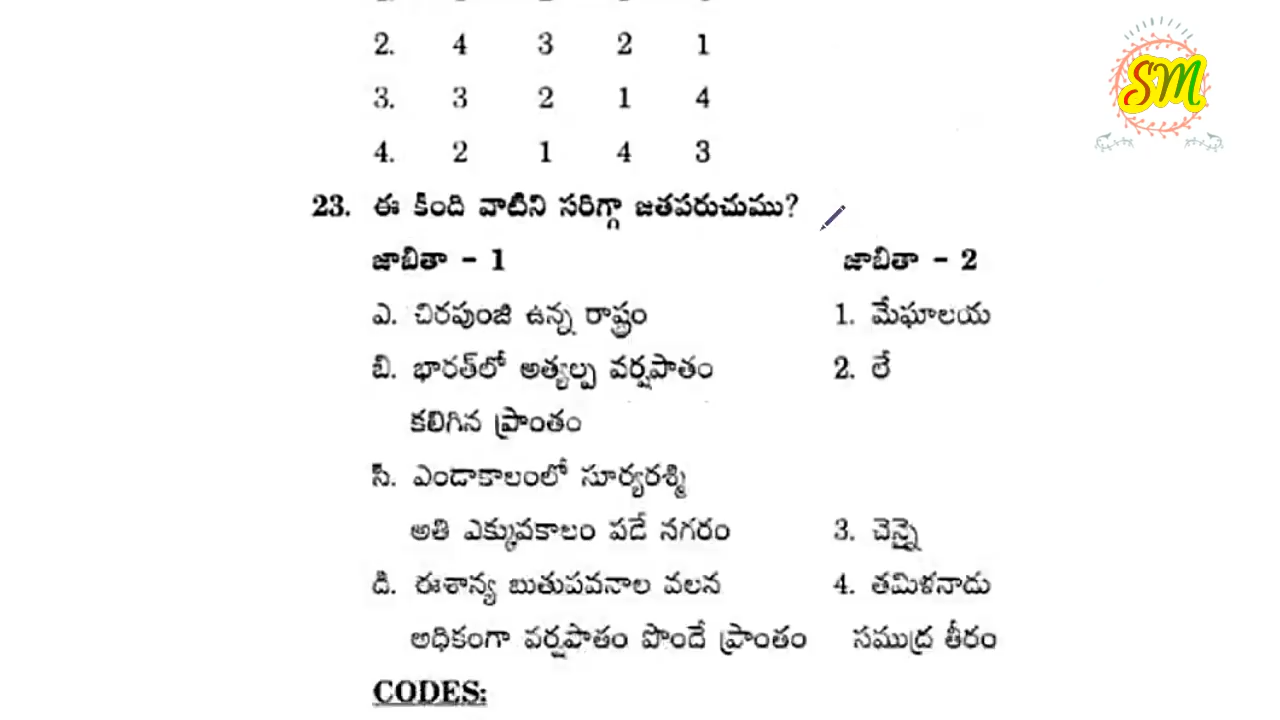 2. 4 3 2 1
3. 3 2 1 4
4. 2 1 4 3
SM
23. ఈ కింది వాటిని సరిగ్గా జతపరుచుము?
జాబితా - 1 జాబితా - 2
ఎ. చిరపుంజి ఉన్న రాష్ట్రం 1. మేఘాలయ
బి. భారత్‌లో అత్యల్ప వర్షపాతం 2. లే
కలిగిన ప్రాంతం
సి. ఎండాకాలంలో సూర్యరశ్మి
అతి ఎక్కువకాలం పడే నగరం 3. చెన్నై
డి. ఈశాన్య బుతుపవనాల వలన 4. తమిళనాడు
అధికంగా వర్షపాతం పొందే ప్రాంతం సముద్ర తీరం
CODES: